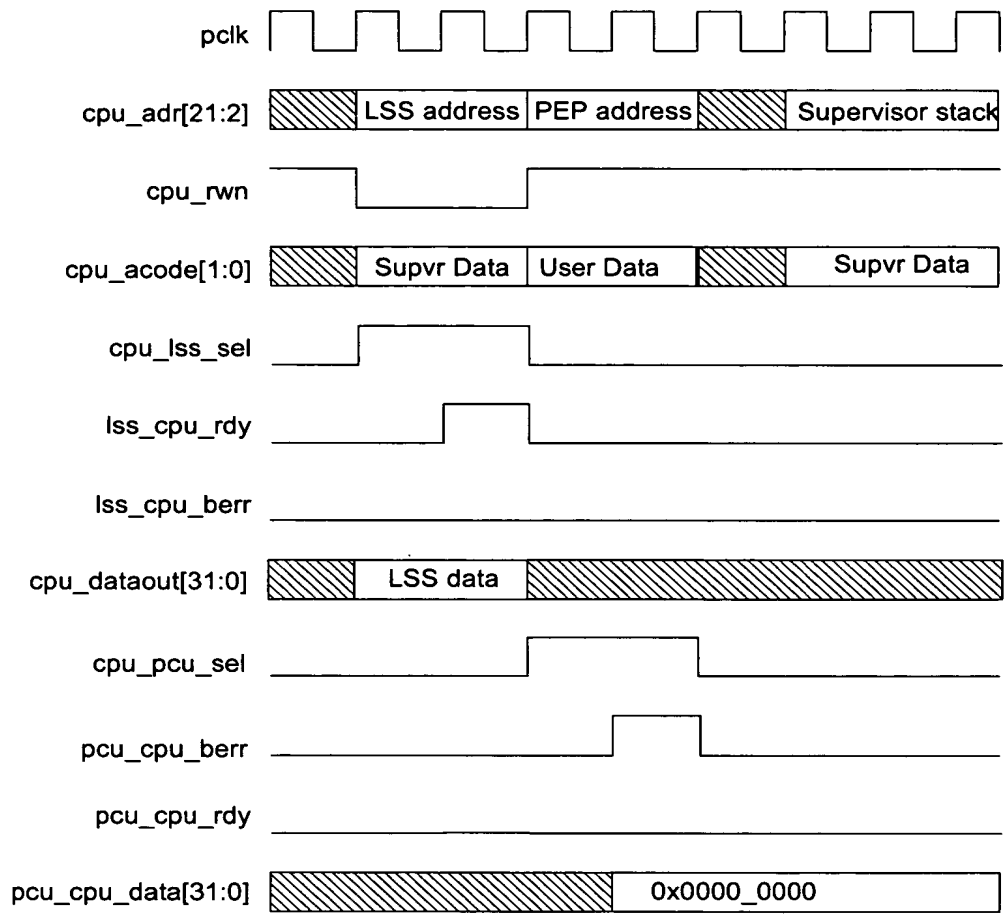 pclk
cpu_adr[21:2] LSS address PEP address Supervisor stack
cpu_rwn
cpu_acode[1:0] Supvr Data User Data Supvr Data
cpu_lss_sel
lss_cpu_rdy
lss_cpu_berr
cpu_dataout[31:0] LSS data
cpu_pcu_sel
pcu_cpu_berr
pcu_cpu_rdy
pcu_cpu_data[31:0] 0x0000_0000